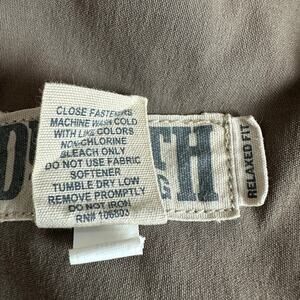 CLOSE FASTENERS
MACHINE WASH COLD
WITH LIKE COLORS
NON-CHLORINE
BLEACH ONLY
DO NOT USE FABRIC
SOFTENER
TUMBLE DRY LOW
REMOVE PROMPTLY
DO NOT IRON
RN# 106803
RELAXED FIT